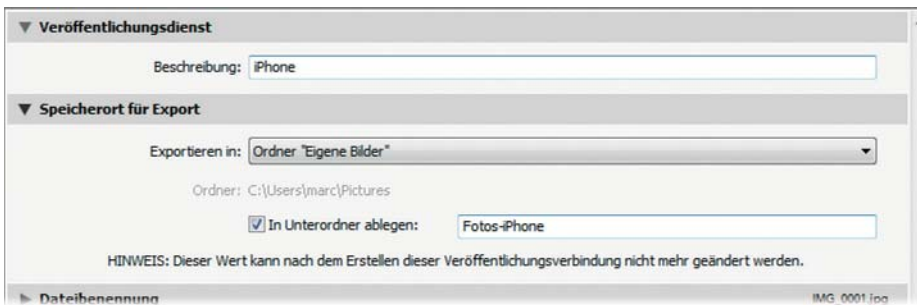 Veröffentlichungsdienst
Beschreibung: iPhone
Speicherort für Export
Exportieren in: Ordner "Eigene Bilder"
Ordner: C:\Users\marc\Pictures
In Unterordner ablegen: Fotos-iPhone
HINWEIS: Dieser Wert kann nach dem Erstellen dieser Veröffentlichungsverbindung nicht mehr geändert werden.
Dateibenennung IMG_0001.jpg